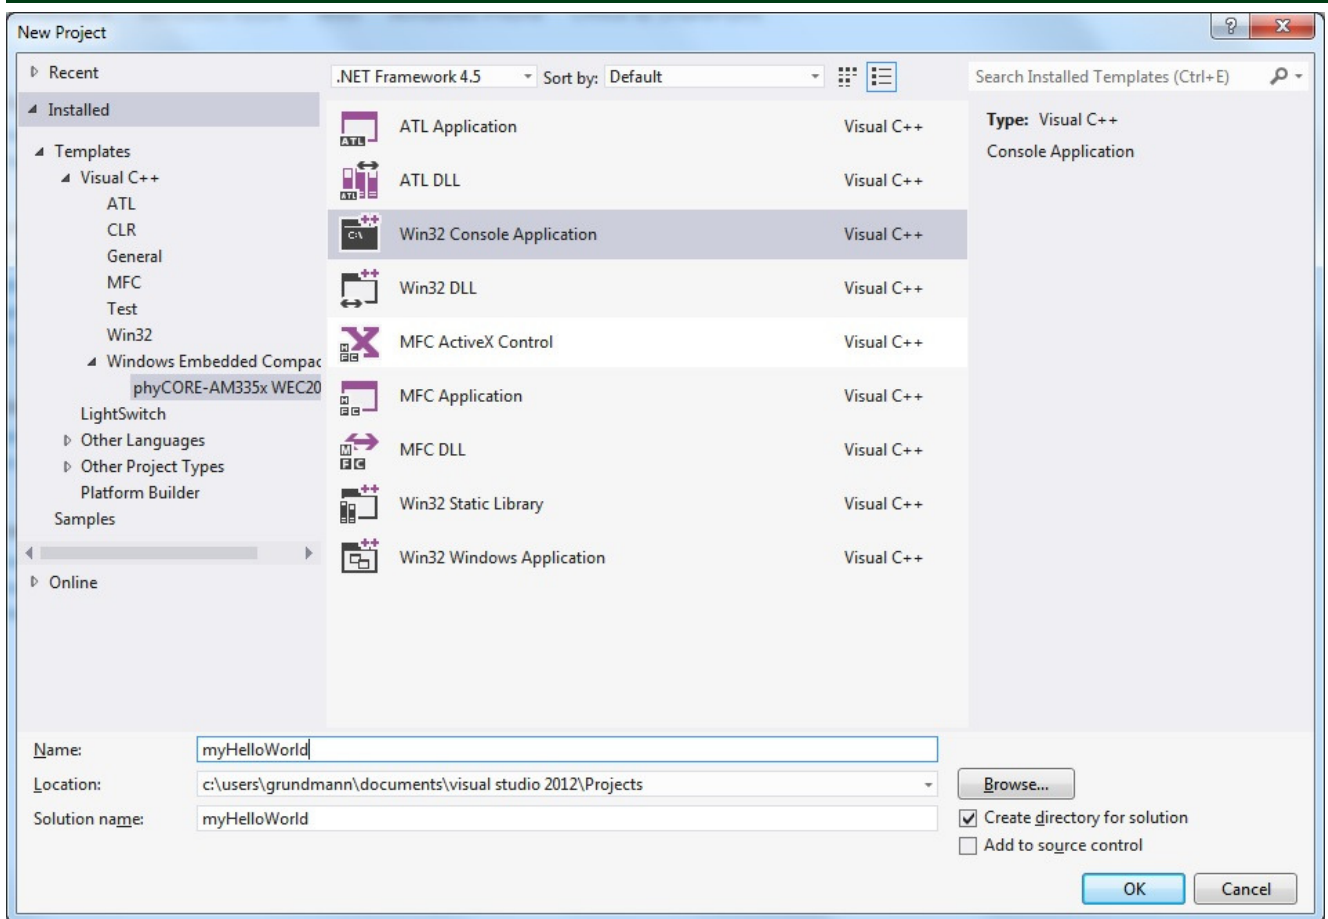 New Project
Recent
.NET Framework 4.5 Sort by: Default
Search Installed Templates (Ctrl+E)
Installed
Templates
Visual C++
ATL
CLR
General
MFC
Test
Win32
Windows Embedded Compac
phyCORE-AM335x WEC20
LightSwitch
Other Languages
Other Project Types
Platform Builder
Samples
Online
ATL Application Visual C++
ATL DLL Visual C++
Win32 Console Application Visual C++
Win32 DLL Visual C++
MFC ActiveX Control Visual C++
MFC Application Visual C++
MFC DLL Visual C++
Win32 Static Library Visual C++
Win32 Windows Application Visual C++
Type: Visual C++
Console Application
Name: myHelloWorld
Location: c:\users\grundmann\documents\visual studio 2012\Projects
Browse...
Solution name: myHelloWorld
Create directory for solution
Add to source control
OK Cancel